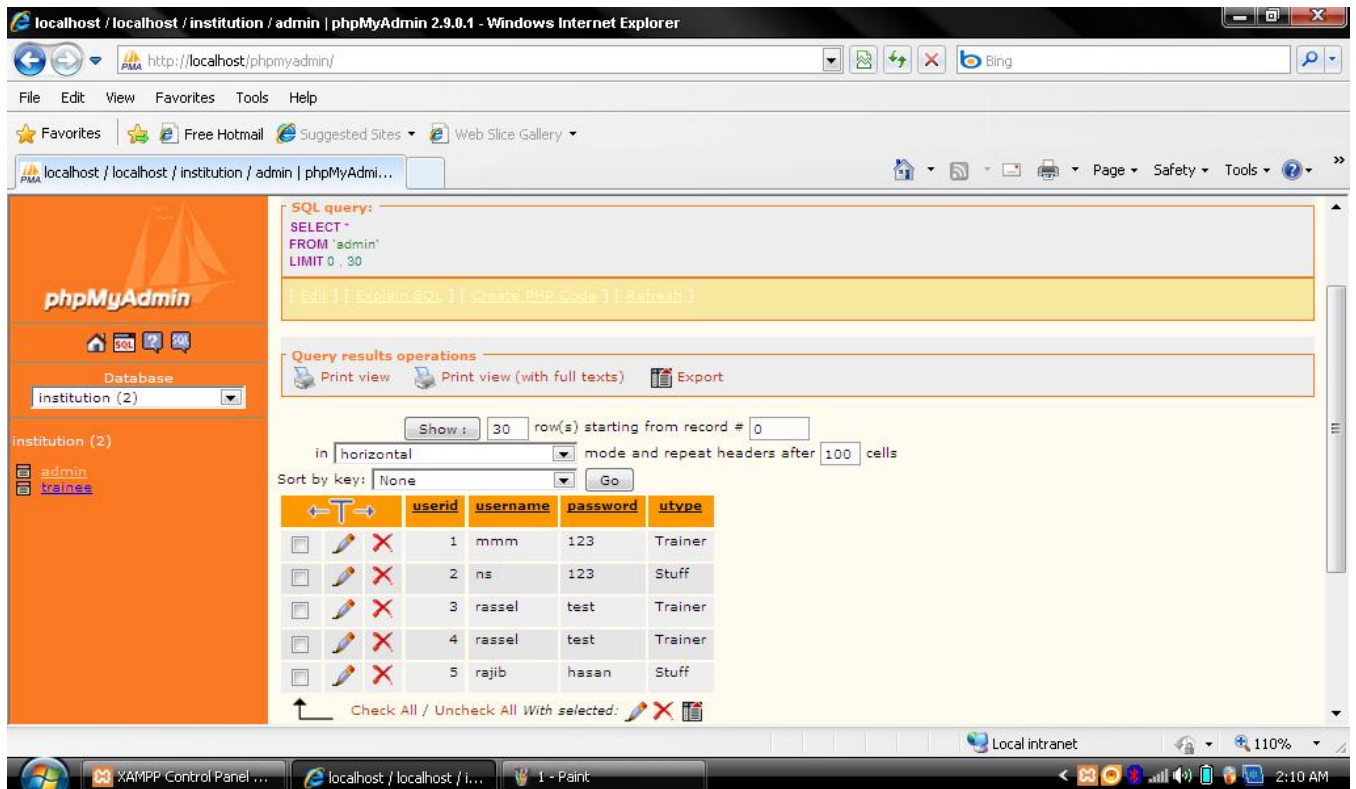 localhost / localhost / institution / admin | phpMyAdmin 2.9.0.1 - Windows Internet Explorer
PMA http://localhost/phpmyadmin/
Bing
File Edit View Favorites Tools Help
Favorites Free Hotmail Suggested Sites Web Slice Gallery
PMA localhost / localhost / institution / admin | phpMyAdmi...
Page Safety Tools
phpMyAdmin
SQL
Database
institution (2)
institution (2)
admin
trainee
SQL query:
SELECT *
FROM `admin`
LIMIT 0 , 30
[ Edit ] [ Explain SQL ] [ Create PHP Code ] [ Refresh ]
Query results operations
Print view Print view (with full texts) Export
Show : 30 row(s) starting from record # 0
in horizontal mode and repeat headers after 100 cells
Sort by key: None Go
←T→ userid username password utype
1 mmm 123 Trainer
2 ns 123 Stuff
3 rassel test Trainer
4 rassel test Trainer
5 rajib hasan Stuff
Check All / Uncheck All With selected:
Local intranet 110%
XAMPP Control Panel ... localhost / localhost / i... 1 - Paint 2:10 AM